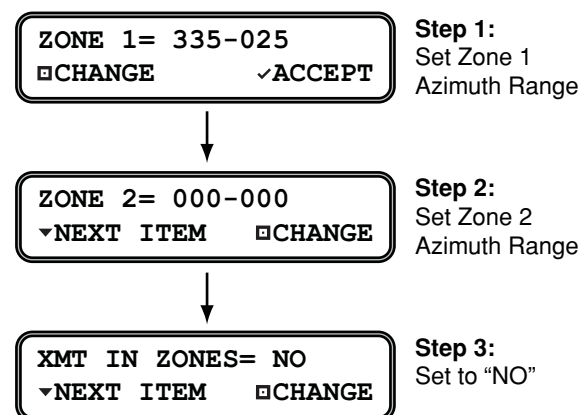 ZONE 1= 335-025
⊡CHANGE ✓ACCEPT
Step 1:
Set Zone 1
Azimuth Range
ZONE 2= 000-000
▾NEXT ITEM ⊡CHANGE
Step 2:
Set Zone 2
Azimuth Range
XMT IN ZONES= NO
▾NEXT ITEM ⊡CHANGE
Step 3:
Set to “NO”